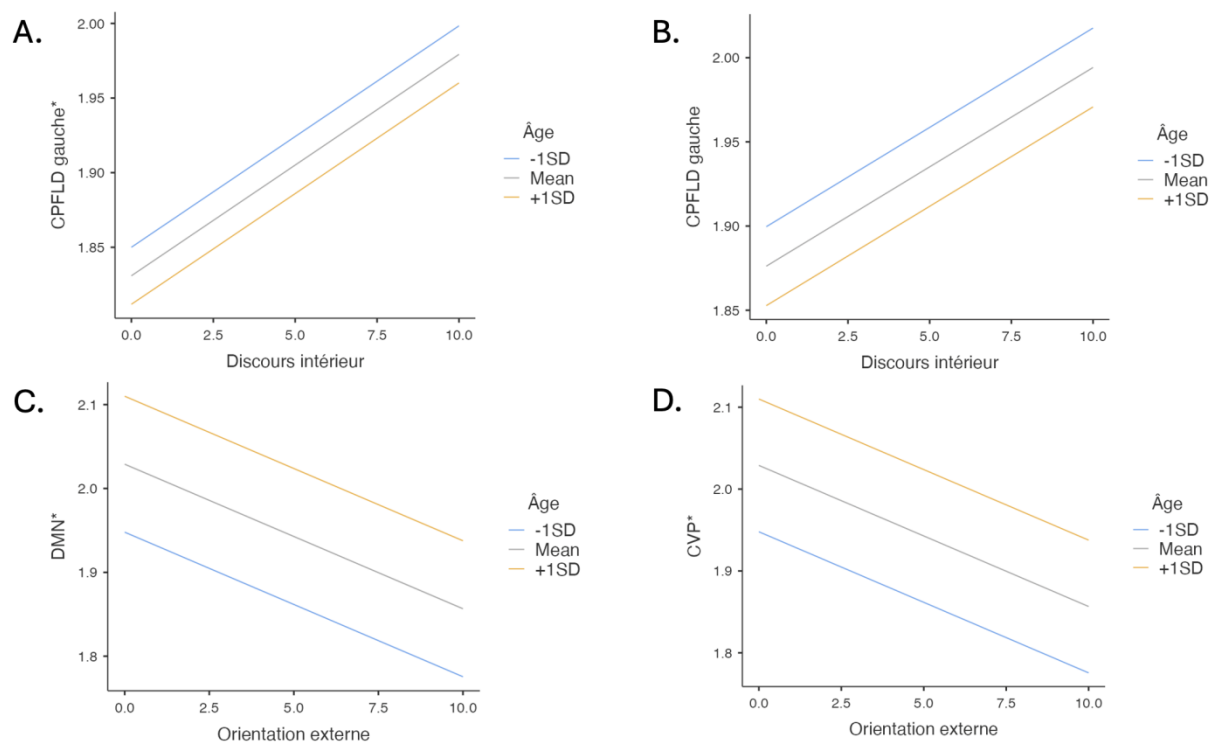 A.
CPFLD gauche*
2.00
1.95
1.90
1.85
0.0 2.5 5.0 7.5 10.0
Discours intérieur
Âge
-1SD
Mean
+1SD
B.
CPFLD gauche
2.00
1.95
1.90
1.85
0.0 2.5 5.0 7.5 10.0
Discours intérieur
Âge
-1SD
Mean
+1SD
C.
DMN*
2.1
2.0
1.9
1.8
0.0 2.5 5.0 7.5 10.0
Orientation externe
Âge
-1SD
Mean
+1SD
D.
CVP*
2.1
2.0
1.9
1.8
0.0 2.5 5.0 7.5 10.0
Orientation externe
Âge
-1SD
Mean
+1SD